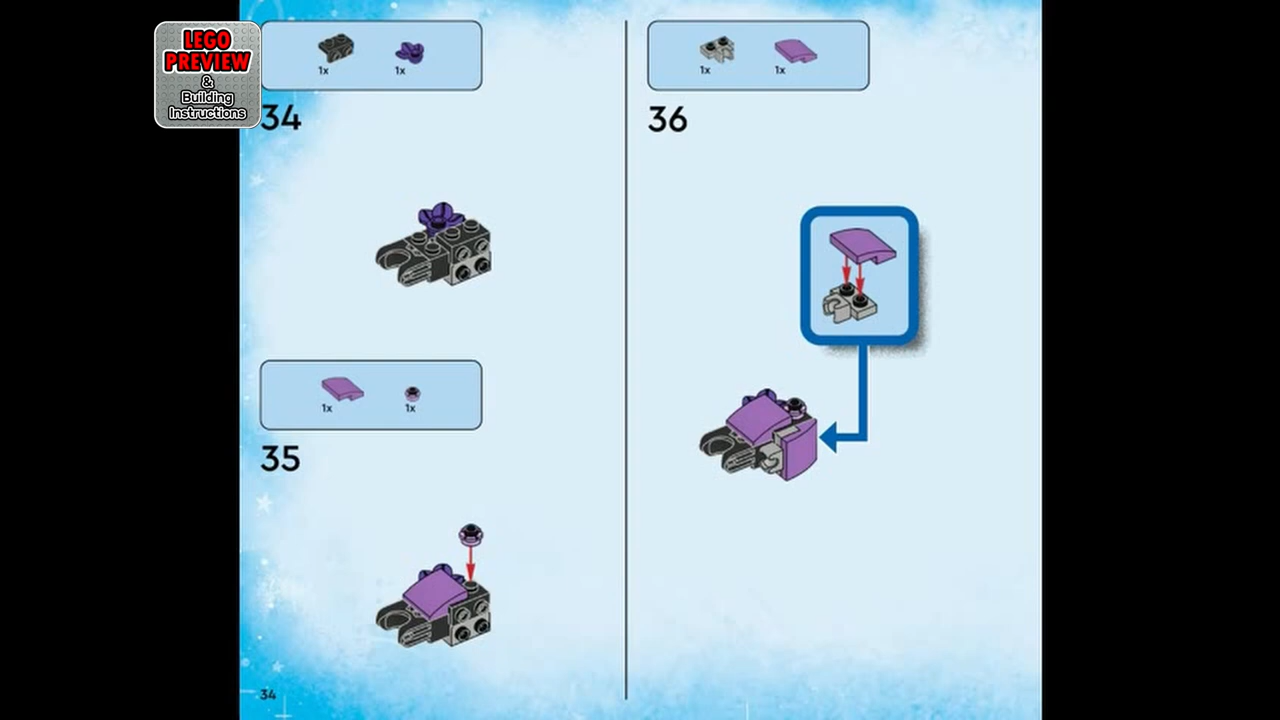 LEGO
PREVIEW
&
Building
Instructions
1x 1x
34
1x 1x
35
1x 1x
36
34